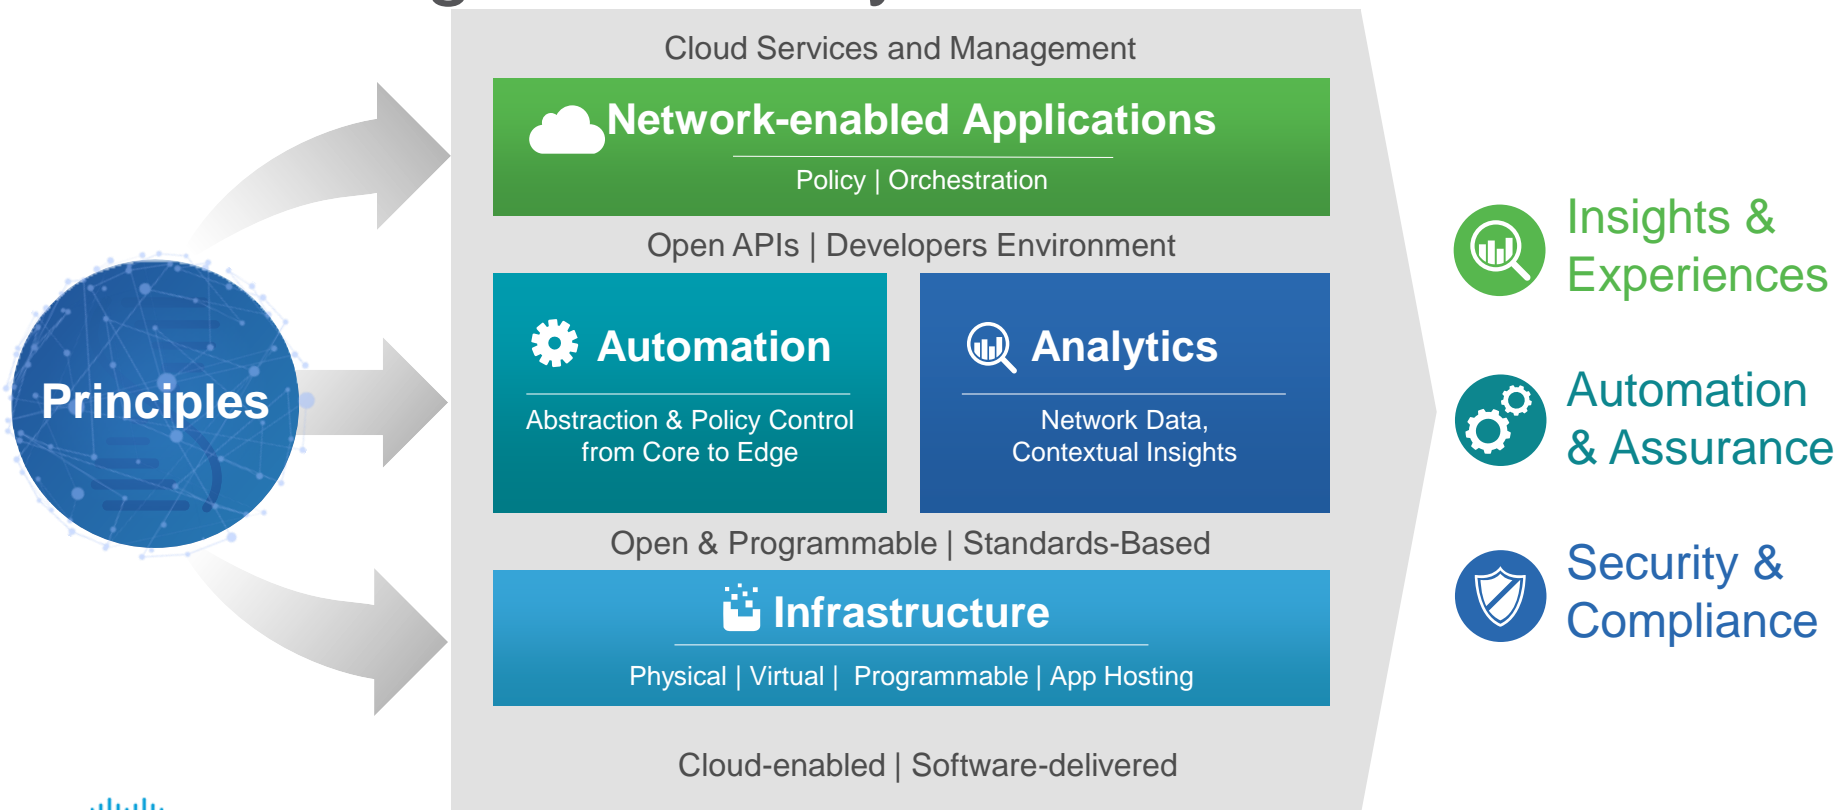 Cloud Services and Management
Network-enabled Applications
Policy | Orchestration
Open APIs | Developers Environment
Automation
Abstraction & Policy Control
from Core to Edge
Analytics
Network Data,
Contextual Insights
Open & Programmable | Standards-Based
Infrastructure
Physical | Virtual | Programmable | App Hosting
Cloud-enabled | Software-delivered
Principles
Insights &
Experiences
Automation
& Assurance
Security &
Compliance